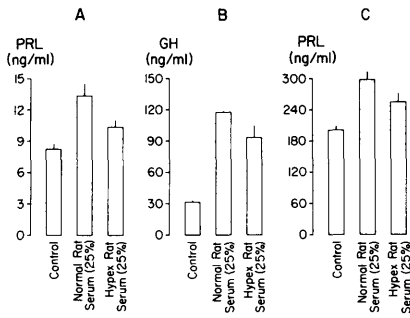 A
PRL
(ng/ml)
15
12
9
6
3
0
Control
Normal Rat
Serum (25%)
Hypex Rat
Serum (25%)
B
GH
(ng/ml)
150
120
90
60
30
0
Control
Normal Rat
Serum (25%)
Hypex Rat
Serum (25%)
C
PRL
(ng/ml)
300
240
180
120
60
0
Control
Normal Rat
Serum (25%)
Hypex Rat
Serum (25%)